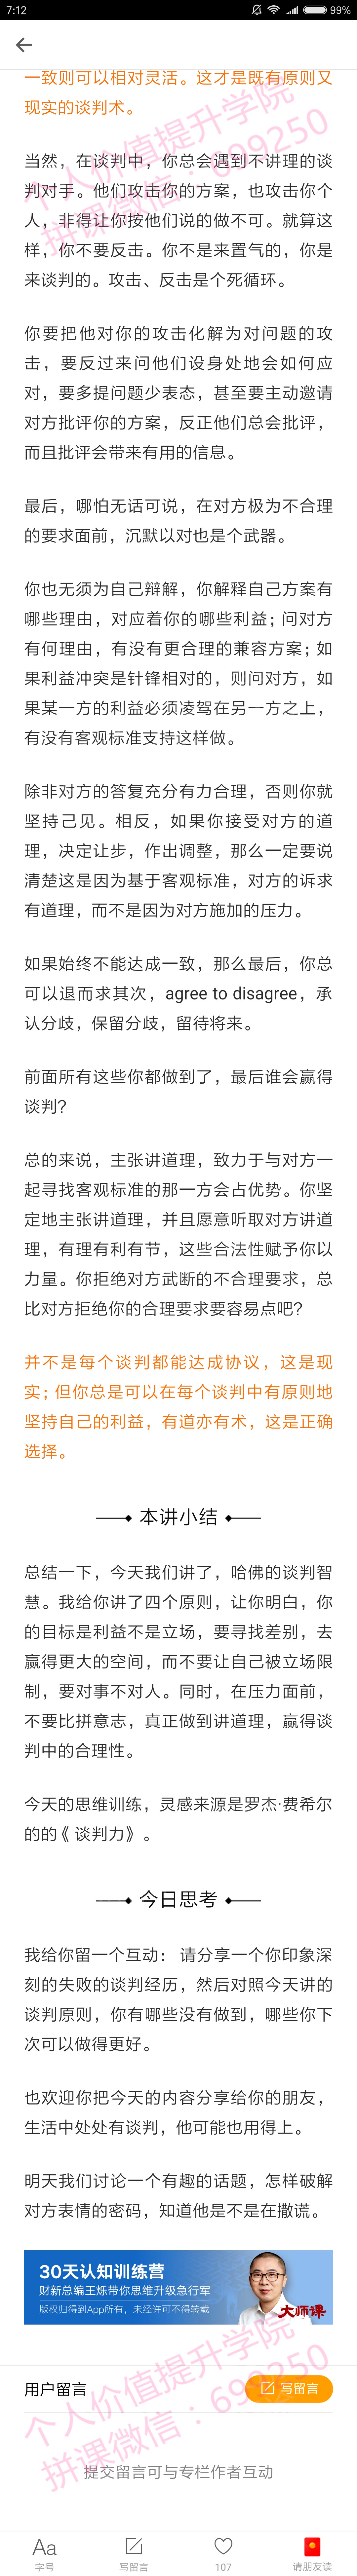 7:12
99%
一致则可以相对灵活。这才是既有原则又
现实的谈判术。
当然，在谈判中，你总会遇到不讲理的谈
判对手。他们攻击你的方案，也攻击你个
人，非得让你按他们说的做不可。就算这
样，你不要反击。你不是来置气的，你是
来谈判的。攻击、反击是个死循环。
个人价值提升学院
拼课微信：699250
你要把他对你的攻击化解为对问题的攻
击，要反过来问他们设身处地会如何应
对，要多提问题少表态，甚至要主动邀请
对方批评你的方案，反正他们总会批评，
而且批评会带来有用的信息。
最后，哪怕无话可说，在对方极为不合理
的要求面前，沉默以对也是个武器。
你也无须为自己辩解，你解释自己方案有
哪些理由，对应着你的哪些利益；问对方
有何理由，有没有更合理的兼容方案；如
果利益冲突是针锋相对的，则问对方，如
果某一方的利益必须凌驾在另一方之上，
有没有客观标准支持这样做。
除非对方的答复充分有力合理，否则你就
坚持己见。相反，如果你接受对方的道
理，决定让步，作出调整，那么一定要说
清楚这是因为基于客观标准，对方的诉求
有道理，而不是因为对方施加的压力。
如果始终不能达成一致，那么最后，你总
可以退而求其次，agree to disagree，承
认分歧，保留分歧，留待将来。
前面所有这些你都做到了，最后谁会赢得
谈判？
总的来说，主张讲道理，致力于与对方一
起寻找客观标准的那一方会占优势。你坚
定地主张讲道理，并且愿意听取对方讲道
理，有理有利有节，这些合法性赋予你以
力量。你拒绝对方武断的不合理要求，总
比对方拒绝你的合理要求要容易点吧？
并不是每个谈判都能达成协议，这是现
实；但你总是可以在每个谈判中有原则地
坚持自己的利益，有道亦有术，这是正确
选择。
本讲小结
总结一下，今天我们讲了，哈佛的谈判智
慧。我给你讲了四个原则，让你明白，你
的目标是利益不是立场，要寻找差别，去
赢得更大的空间，而不要让自己被立场限
制，要对事不对人。同时，在压力面前，
不要比拼意志，真正做到讲道理，赢得谈
判中的合理性。
今天的思维训练，灵感来源是罗杰·费希尔
的的《谈判力》。
今日思考
我给你留一个互动： 请分享一个你印象深
刻的失败的谈判经历，然后对照今天讲的
谈判原则，你有哪些没有做到，哪些你下
次可以做得更好。
也欢迎你把今天的内容分享给你的朋友，
生活中处处有谈判，他可能也用得上。
明天我们讨论一个有趣的话题，怎样破解
对方表情的密码，知道他是不是在撒谎。
30天认知训练营
财新总编王烁带你思维升级急行军
版权归得到App所有，未经许可不得转载
大师课
用户留言
写留言
个人价值提升学院
拼课微信：699250
提交留言可与专栏作者互动
Aa
字号
写留言
107
请朋友读